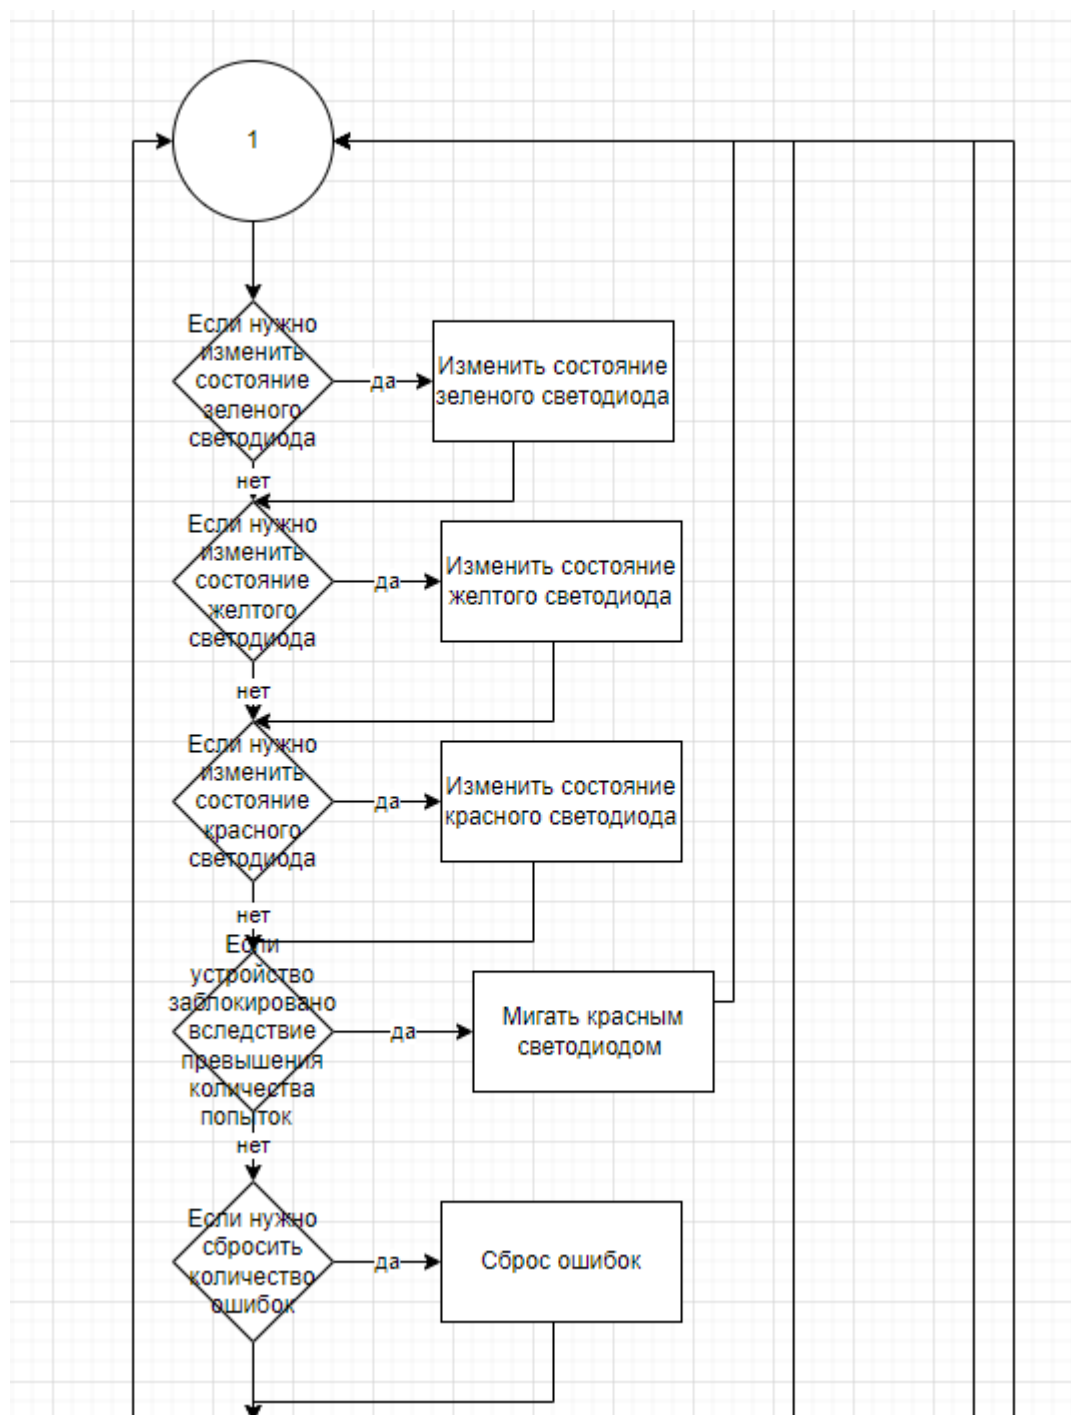 1
Если нужно
изменить
состояние
зеленого
светодиода
да
Изменить состояние
зеленого светодиода
нет
Если нужно
изменить
состояние
желтого
светодиода
да
Изменить состояние
желтого светодиода
нет
Если нужно
изменить
состояние
красного
светодиода
да
Изменить состояние
красного светодиода
нет
Если
устройство
заблокировано
вследствие
превышения
количества
попыток
да
Мигать красным
светодиодом
нет
Если нужно
сбросить
количество
ошибок
да
Сброс ошибок